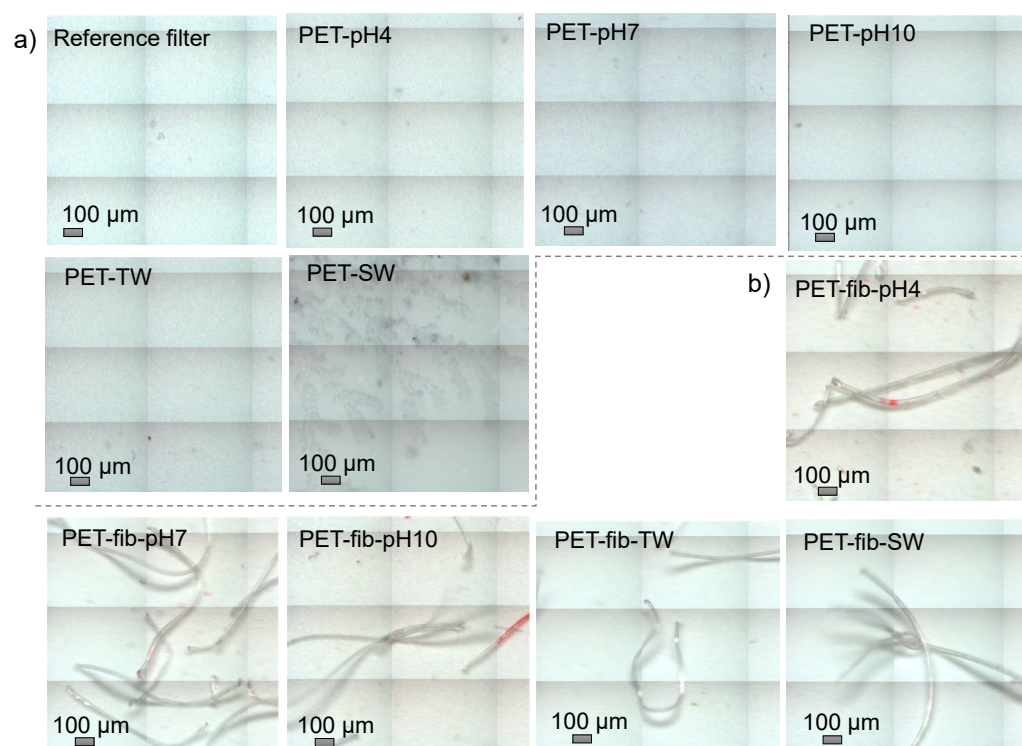 a)
Reference filter
100 µm
PET-pH4
100 µm
PET-pH7
100 µm
PET-pH10
100 µm
PET-TW
100 µm
PET-SW
100 µm
b)
PET-fib-pH4
100 µm
PET-fib-pH7
100 µm
PET-fib-pH10
100 µm
PET-fib-TW
100 µm
PET-fib-SW
100 µm